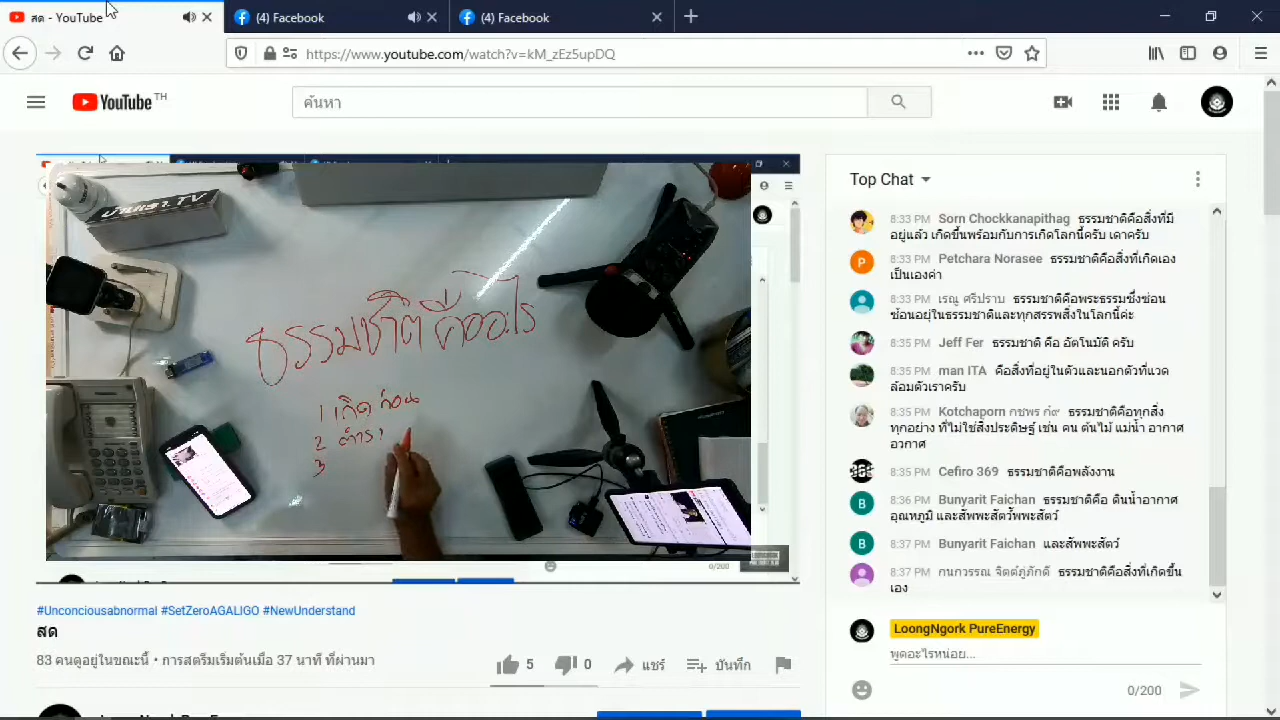 สด - YouTube
(4) Facebook
(4) Facebook
https://www.youtube.com/watch?v=kM_zEz5upDQ
YouTube TH
ค้นหา
ธรรมชาติคืออะไร
1 เกิดก่อน
2
3
0/200
#Unconciousabnormal #SetZeroAGALIGO #NewUnderstand
สด
83 คนดูอยู่ในขณะนี้ • การสตรีมเริ่มต้นเมื่อ 37 นาที ที่ผ่านมา
5
0
แชร์
บันทึก
Top Chat
8:33 PM Sorn Chockkanapithag ธรรมชาติคือสิ่งที่มี
อยู่แล้ว เกิดขึ้นพร้อมกับการเกิดโลกนี้ครับ เดาครับ
8:33 PM Petchara Norasee ธรรมชาติคือสิ่งที่เกิดเอง
เป็นเองค่า
8:33 PM เรณู ศรีปราบ ธรรมชาติคือพระธรรมซึ่งซ่อน
ซ้อนอยู่ในธรรมชาติและทุกสรรพสิ่งในโลกนี้ค่ะ
8:35 PM Jeff Fer ธรรมชาติ คือ อัตโนมัติ ครับ
8:35 PM man ITA คือสิ่งที่อยู่ในตัวและนอกตัวที่แวด
ล้อมตัวเราครับ
8:35 PM Kotchaporn กชพร ก๋๙ ธรรมชาติคือทุกสิ่ง
ทุกอย่าง ที่ไม่ใช่สิ่งประดิษฐ์ เช่น คน ต้นไม้ แม่น้ำ อากาศ
อวกาศ
8:35 PM Cefiro 369 ธรรมชาติคือพลังงาน
8:36 PM Bunyarit Faichan ธรรมชาติคือ ดินน้ำอากาศ
อุณหภูมิ และสัพพะสัตว์พพะสัตว์
8:37 PM Bunyarit Faichan และสัพพะสัตว์
8:37 PM กนกวรรณ จิตต์ภู่ภักดี ธรรมชาติคือสิ่งที่เกิดขึ้น
เอง
LoongNgork PureEnergy
พูดอะไรหน่อย...
0/200